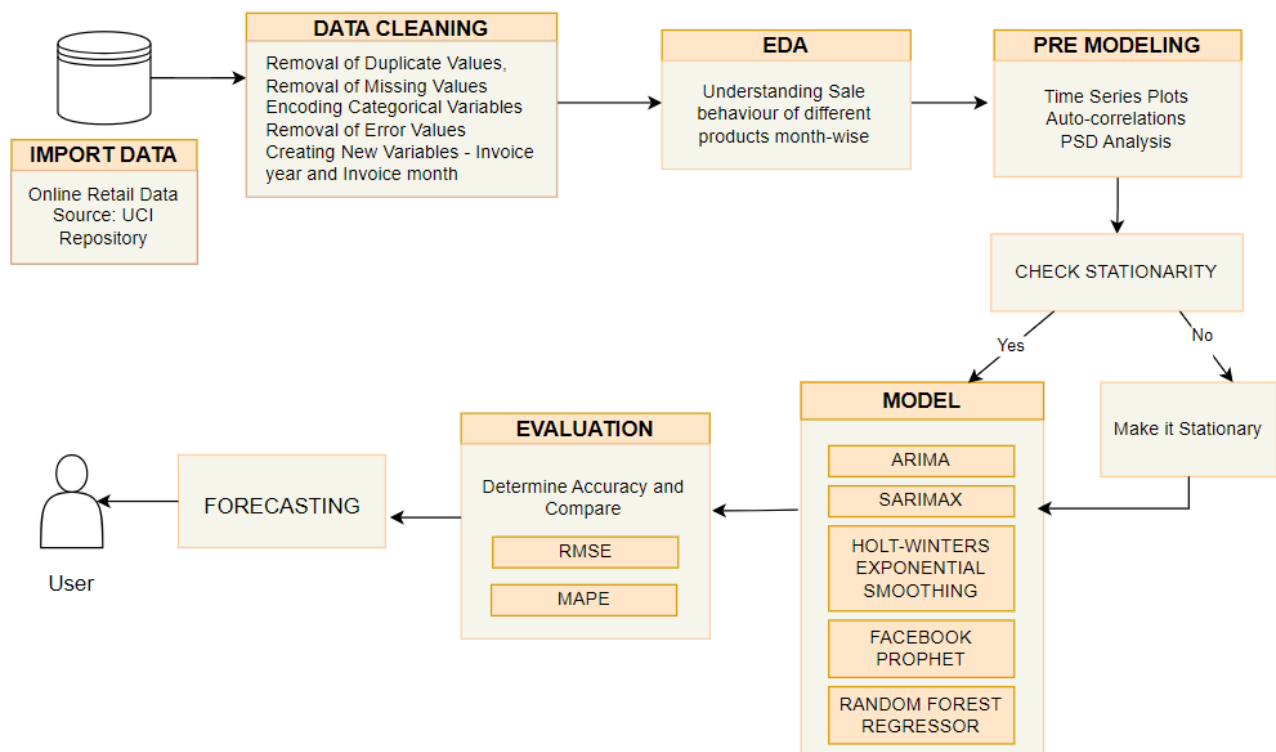 IMPORT DATA
Online Retail Data
Source: UCI
Repository
DATA CLEANING
Removal of Duplicate Values,
Removal of Missing Values
Encoding Categorical Variables
Removal of Error Values
Creating New Variables - Invoice
year and Invoice month
EDA
Understanding Sale
behaviour of different
products month-wise
PRE MODELING
Time Series Plots
Auto-correlations
PSD Analysis
CHECK STATIONARITY
Yes
No
Make it Stationary
MODEL
ARIMA
SARIMAX
HOLT-WINTERS
EXPONENTIAL
SMOOTHING
FACEBOOK
PROPHET
RANDOM FOREST
REGRESSOR
EVALUATION
Determine Accuracy and
Compare
RMSE
MAPE
FORECASTING
User